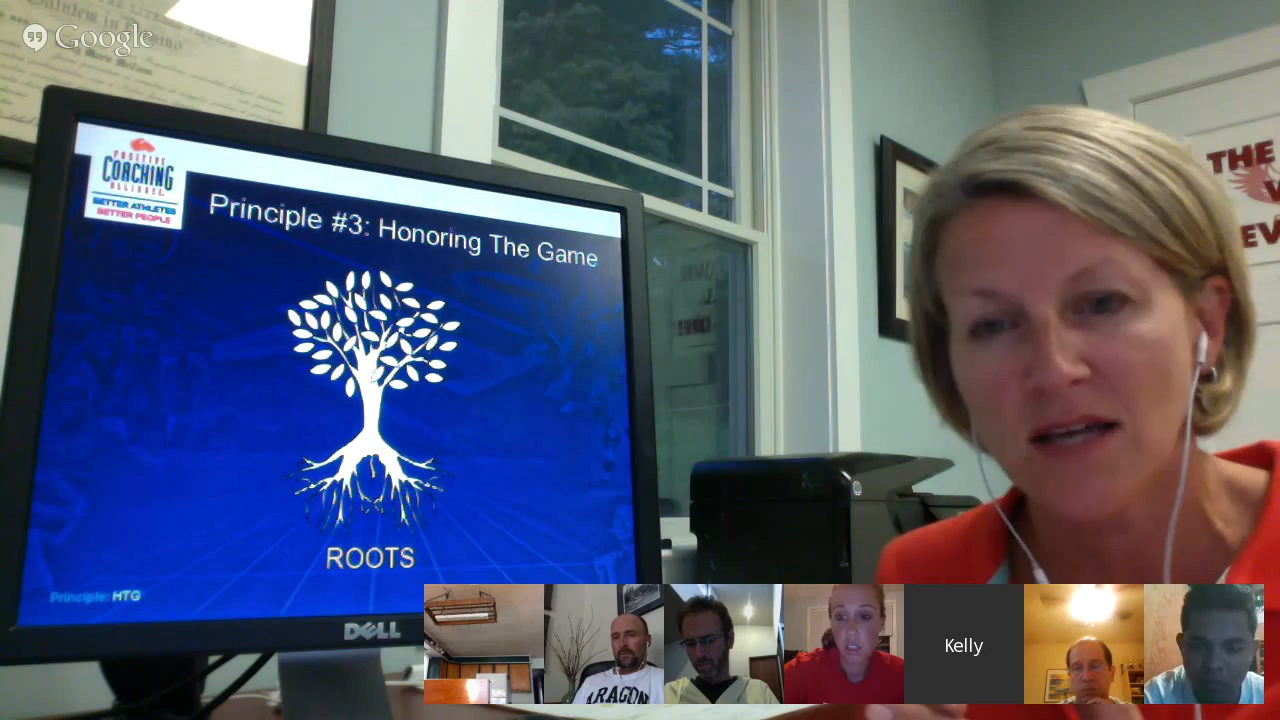 Google
POSITIVE
COACHING
ALLIANCE
BETTER ATHLETES
BETTER PEOPLE
Principle #3: Honoring The Game
ROOTS
Principle: HTG
DELL
THE
ARAGON
Kelly